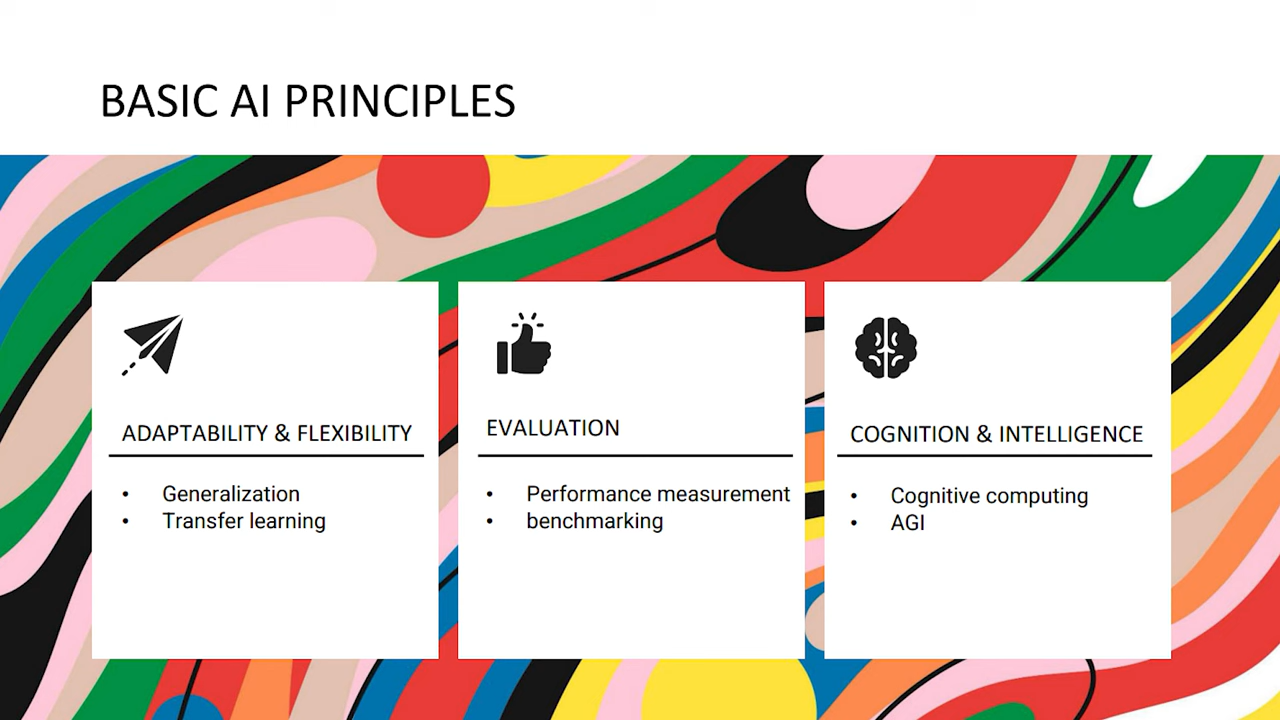 BASIC AI PRINCIPLES
ADAPTABILITY & FLEXIBILITY
• Generalization
• Transfer learning
EVALUATION
• Performance measurement
• benchmarking
COGNITION & INTELLIGENCE
• Cognitive computing
• AGI